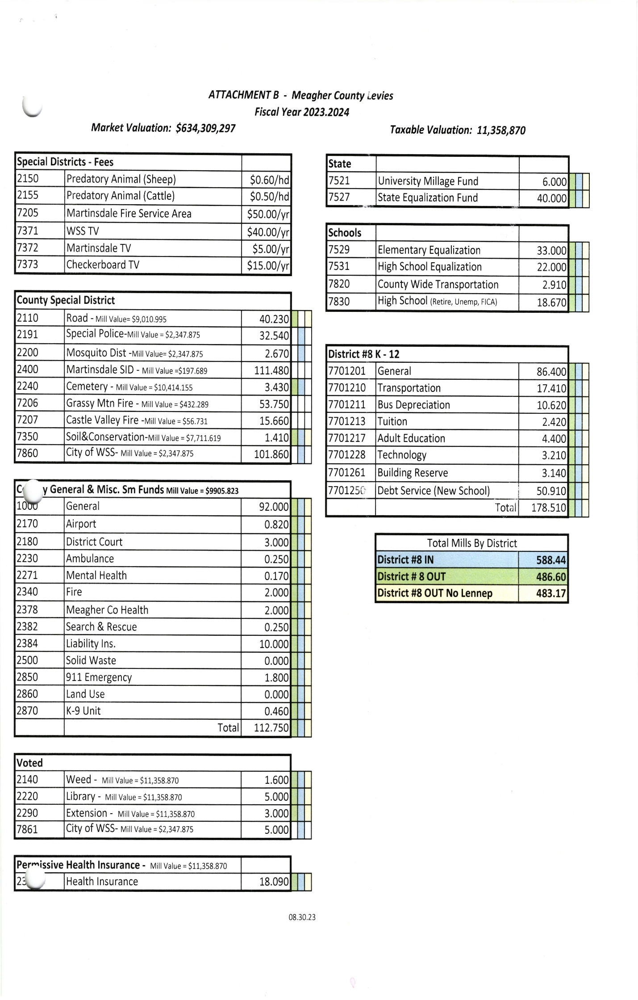 ATTACHMENT B - Meagher County Levies
Fiscal Year 2023.2024
Market Valuation: $634,309,297
Taxable Valuation: 11,358,870
Special Districts - Fees
2150 Predatory Animal (Sheep) $0.60/hd
2155 Predatory Animal (Cattle) $0.50/hd
7205 Martinsdale Fire Service Area $50.00/yr
7371 WSS TV $40.00/yr
7372 Martinsdale TV $5.00/yr
7373 Checkerboard TV $15.00/yr
County Special District
2110 Road - Mill Value= $9,010.995 40.230
2191 Special Police-Mill Value = $2,347.875 32.540
2200 Mosquito Dist -Mill Value= $2,347.875 2.670
2400 Martinsdale SID - Mill Value =$197.689 111.480
2240 Cemetery - Mill Value = $10,414.155 3.430
7206 Grassy Mtn Fire - Mill Value = $432.289 53.750
7207 Castle Valley Fire -Mill Value = $56.731 15.660
7350 Soil&Conservation-Mill Value = $7,711.619 1.410
7860 City of WSS- Mill Value = $2,347.875 101.860
General & Misc. Sm Funds Mill Value = $9905.823
1000 General 92.000
2170 Airport 0.820
2180 District Court 3.000
2230 Ambulance 0.250
2271 Mental Health 0.170
2340 Fire 2.000
2378 Meagher Co Health 2.000
2382 Search & Rescue 0.250
2384 Liability Ins. 10.000
2500 Solid Waste 0.000
2850 911 Emergency 1.800
2860 Land Use 0.000
2870 K-9 Unit 0.460
Total 112.750
Voted
2140 Weed - Mill Value = $11,358.870 1.600
2220 Library - Mill Value = $11,358.870 5.000
2290 Extension - Mill Value = $11,358.870 3.000
7861 City of WSS- Mill Value = $2,347.875 5.000
Permissive Health Insurance - Mill Value = $11,358.870
Health Insurance 18.090
State
7521 University Millage Fund 6.000
7527 State Equalization Fund 40.000
Schools
7529 Elementary Equalization 33.000
7531 High School Equalization 22.000
7820 County Wide Transportation 2.910
7830 High School (Retire, Unemp, FICA) 18.670
District #8 K - 12
7701201 General 86.400
7701210 Transportation 17.410
7701211 Bus Depreciation 10.620
7701213 Tuition 2.420
7701217 Adult Education 4.400
7701228 Technology 3.210
7701261 Building Reserve 3.140
7701250 Debt Service (New School) 50.910
Total 178.510
Total Mills By District
District #8 IN 588.44
District # 8 OUT 486.60
District #8 OUT No Lennep 483.17
08.30.23